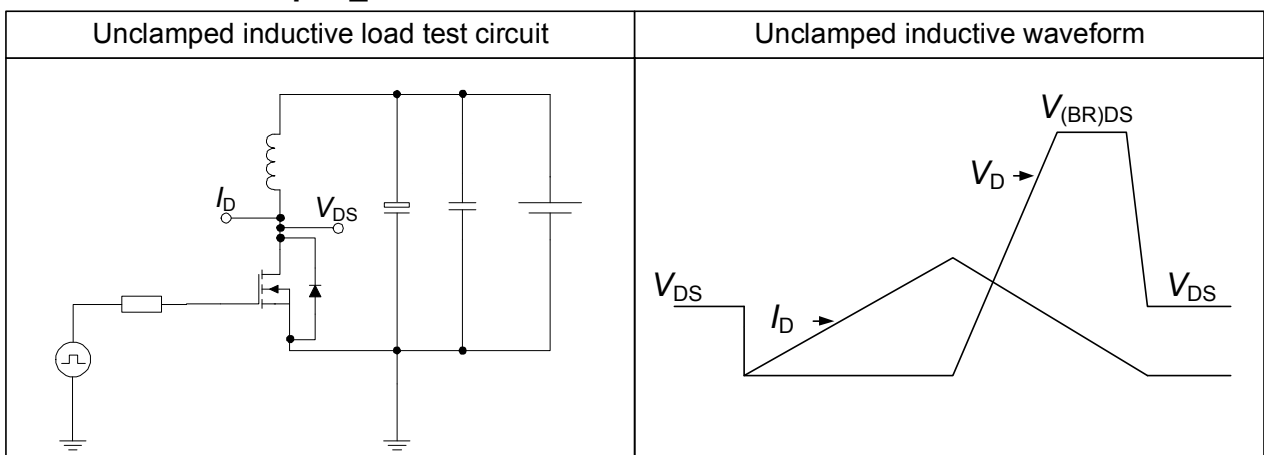 Unclamped inductive load test circuit
Unclamped inductive waveform
I_D
V_DS
V_(BR)DS
V_D
V_DS
I_D
V_DS